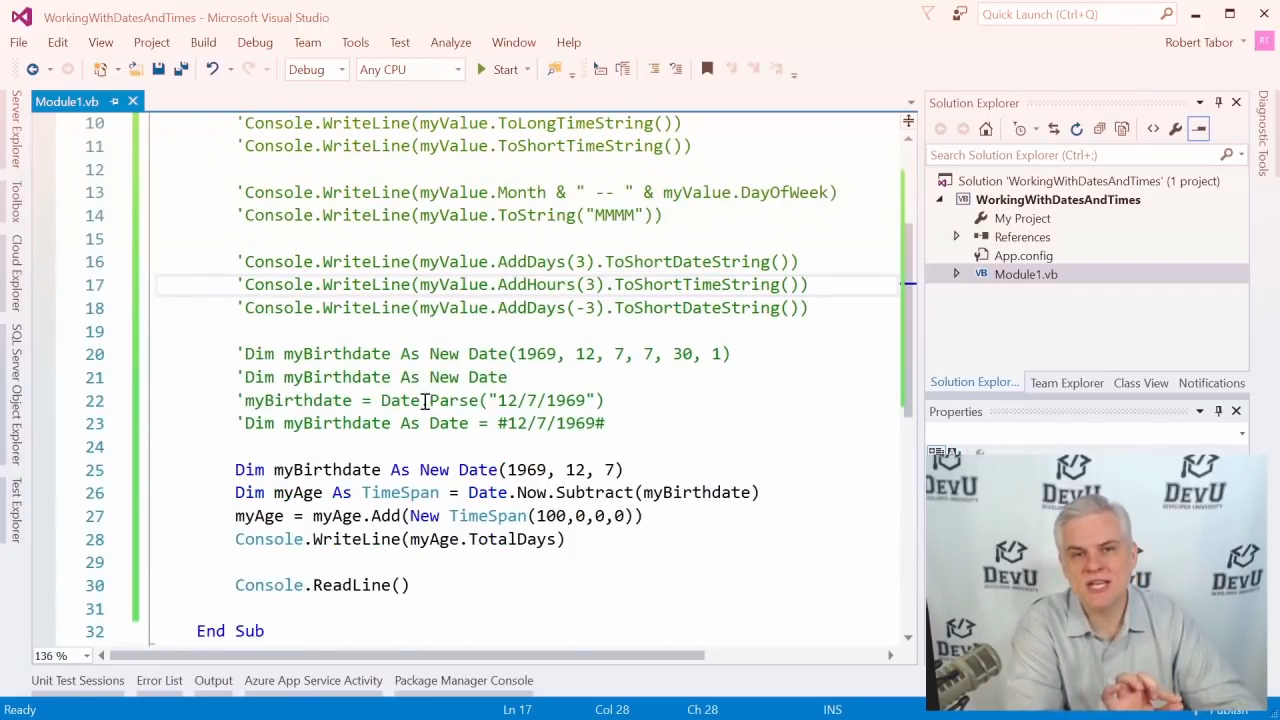 WorkingWithDatesAndTimes - Microsoft Visual Studio
Quick Launch (Ctrl+Q)
File Edit View Project Build Debug Team Tools Test Analyze Window Help
Robert Tabor RT
Debug Any CPU Start
Server Explorer
Toolbox
Cloud Explorer
SQL Server Object Explorer
Test Explorer
Module1.vb
10 'Console.WriteLine(myValue.ToLongTimeString())
11 'Console.WriteLine(myValue.ToShortTimeString())
12
13 'Console.WriteLine(myValue.Month & " -- " & myValue.DayOfWeek)
14 'Console.WriteLine(myValue.ToString("MMMM"))
15
16 'Console.WriteLine(myValue.AddDays(3).ToShortDateString())
17 'Console.WriteLine(myValue.AddHours(3).ToShortTimeString())
18 'Console.WriteLine(myValue.AddDays(-3).ToShortDateString())
19
20 'Dim myBirthdate As New Date(1969, 12, 7, 7, 30, 1)
21 'Dim myBirthdate As New Date
22 'myBirthdate = Date.Parse("12/7/1969")
23 'Dim myBirthdate As Date = #12/7/1969#
24
25 Dim myBirthdate As New Date(1969, 12, 7)
26 Dim myAge As TimeSpan = Date.Now.Subtract(myBirthdate)
27 myAge = myAge.Add(New TimeSpan(100,0,0,0))
28 Console.WriteLine(myAge.TotalDays)
29
30 Console.ReadLine()
31
32 End Sub
136 %
Solution Explorer
Search Solution Explorer (Ctrl+;)
Solution 'WorkingWithDatesAndTimes' (1 project)
WorkingWithDatesAndTimes
My Project
References
App.config
VB Module1.vb
Solution Explor... Team Explorer Class View Notifications
Properties
Diagnostic Tools
DEVU
DEVU
DEVU
DEVELOPER UNIVERSITY
DEVU
DEVU
DEVU
DEVU
Unit Test Sessions Error List Output Azure App Service Activity Package Manager Console
Ready Ln 17 Col 28 Ch 28 INS Publish